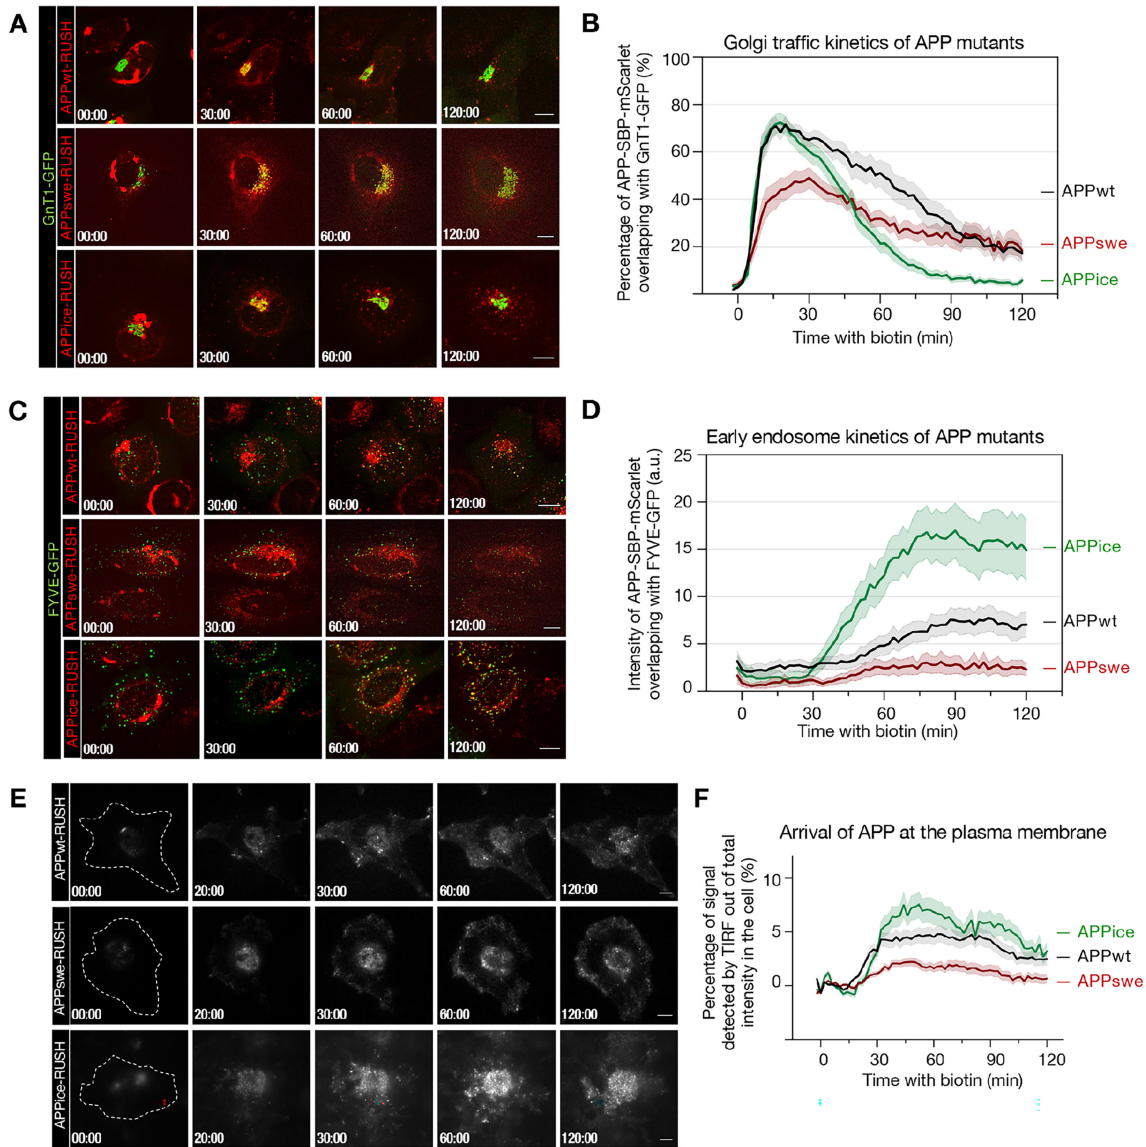 A
GnT1-GFP
APPwt-RUSH
00:00
30:00
60:00
120:00
APPswe-RUSH
00:00
30:00
60:00
120:00
APPice-RUSH
00:00
30:00
60:00
120:00
B
Golgi traffic kinetics of APP mutants
Percentage of APP-SBP-mScarlet
overlapping with GnT1-GFP (%)
100
80
60
40
20
0
30
60
90
120
Time with biotin (min)
APPwt
APPswe
APPice
C
FYVE-GFP
APPwt-RUSH
00:00
30:00
60:00
120:00
APPswe-RUSH
00:00
30:00
60:00
120:00
APPice-RUSH
00:00
30:00
60:00
120:00
D
Early endosome kinetics of APP mutants
Intensity of APP-SBP-mScarlet
overlapping with FYVE-GFP (a.u.)
25
20
15
10
5
0
0
30
60
90
120
Time with biotin (min)
APPice
APPwt
APPswe
E
APPwt-RUSH
00:00
20:00
30:00
60:00
120:00
APPswe-RUSH
00:00
20:00
30:00
60:00
120:00
APPice-RUSH
00:00
20:00
30:00
60:00
120:00
F
Arrival of APP at the plasma membrane
Percentage of signal
detected by TIRF out of total
intensity in the cell (%)
10
5
0
0
30
60
90
120
Time with biotin (min)
APPice
APPwt
APPswe